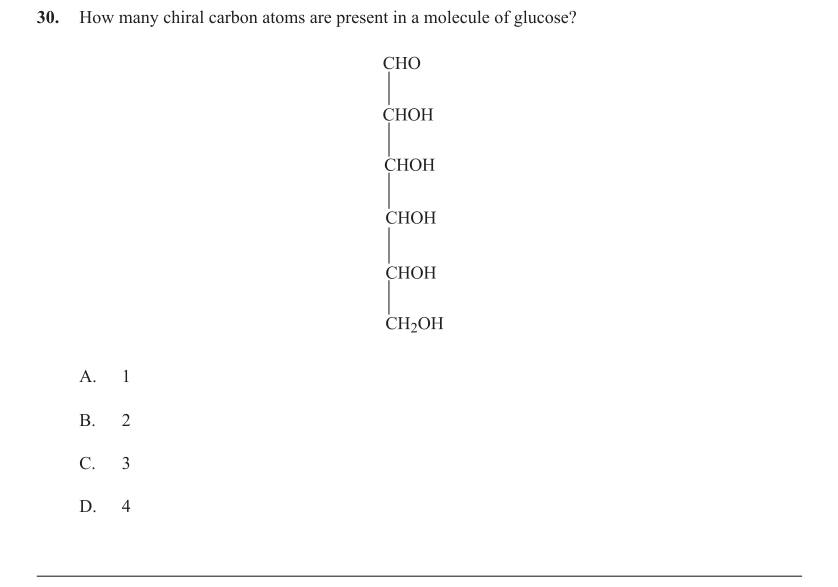 30. How many chiral carbon atoms are present in a molecule of glucose?
CHO
CHOH
CHOH
CHOH
CHOH
CH₂OH
A. 1
B. 2
C. 3
D. 4